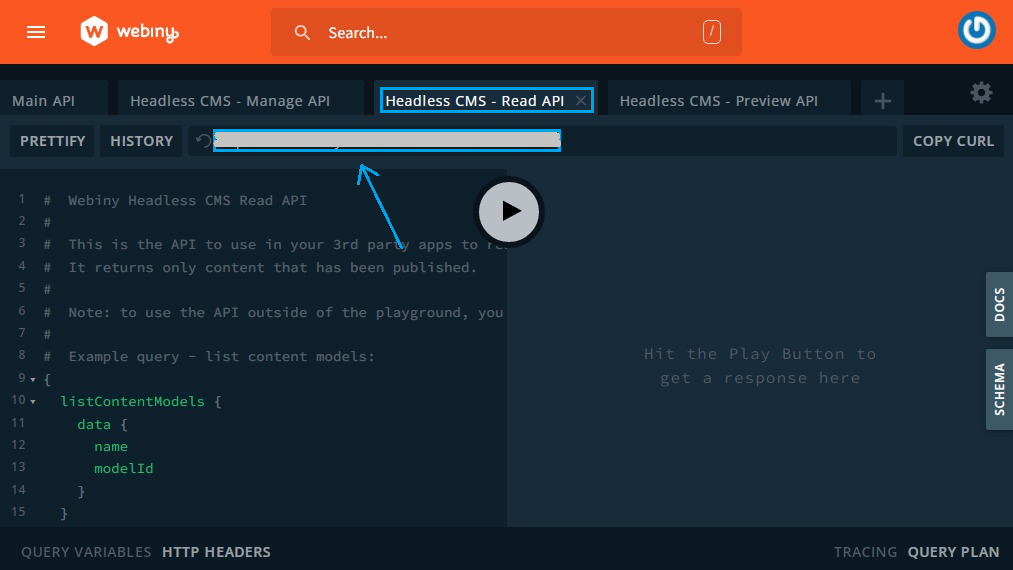 webiny
Search...
/
Main API
Headless CMS - Manage API
Headless CMS - Read API
Headless CMS - Preview API
PRETTIFY
HISTORY
COPY CURL
1 # Webiny Headless CMS Read API
2 #
3 # This is the API to use in your 3rd party apps to
4 # It returns only content that has been published.
5 #
6 # Note: to use the API outside of the playground, you
7 #
8 # Example query - list content models:
9 {
10 listContentModels {
11 data {
12 name
13 modelId
14 }
15 }
Hit the Play Button to
get a response here
DOCS
SCHEMA
QUERY VARIABLES HTTP HEADERS
TRACING QUERY PLAN